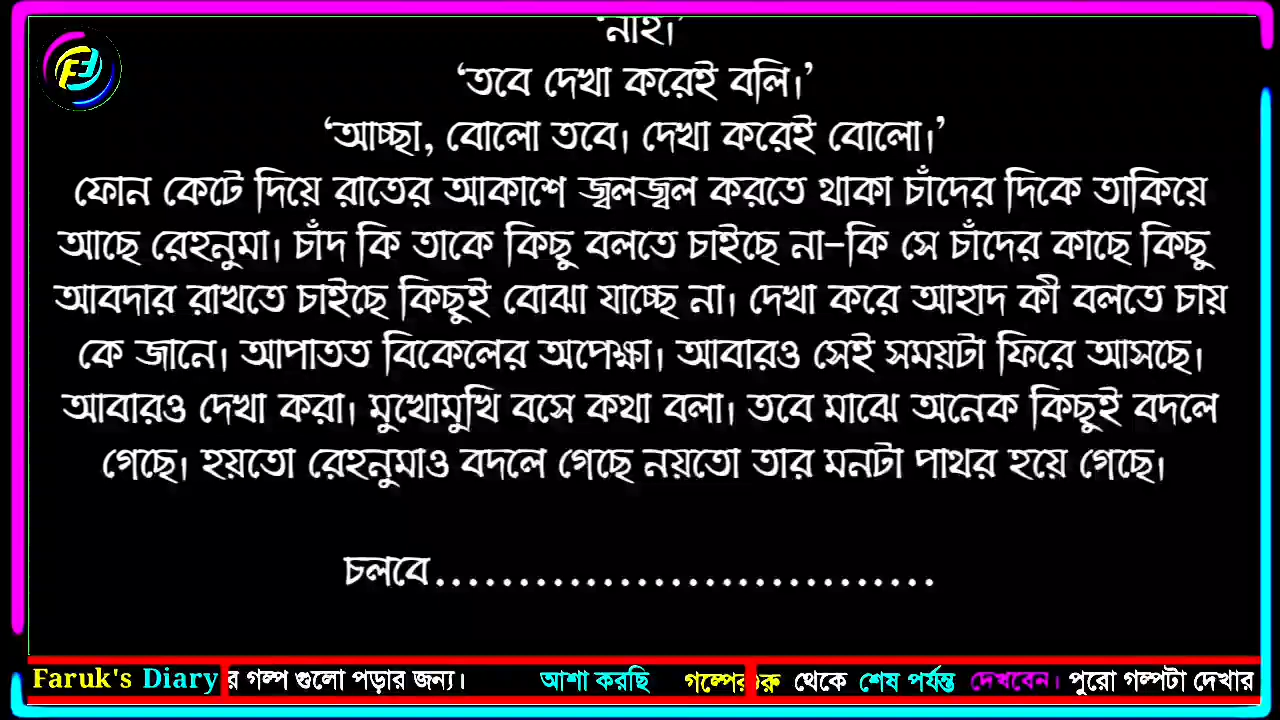 ‘নাহ।’
‘তবে দেখা করেই বলি।’
‘আচ্ছা, বোলো তবে। দেখা করেই বোলো।’
ফোন কেটে দিয়ে রাতের আকাশে জ্বলজ্বল করতে থাকা চাঁদের দিকে তাকিয়ে
আছে রেহনুমা। চাঁদ কি তাকে কিছু বলতে চাইছে না-কি সে চাঁদের কাছে কিছু
আবদার রাখতে চাইছে কিছুই বোঝা যাচ্ছে না। দেখা করে আহাদ কী বলতে চায়
কে জানে। আপাতত বিকেলের অপেক্ষা। আবারও সেই সময়টা ফিরে আসছে।
আবারও দেখা করা। মুখোমুখি বসে কথা বলা। তবে মাঝে অনেক কিছুই বদলে
গেছে। হয়তো রেহনুমাও বদলে গেছে নয়তো তার মনটা পাথর হয়ে গেছে।
চলবে..............................
Faruk's Diary র গল্প গুলো পড়ার জন্য। আশা করছি গল্পের রু থেকে শেষ পর্যন্ত দেখবেন। পুরো গল্পটা দেখার